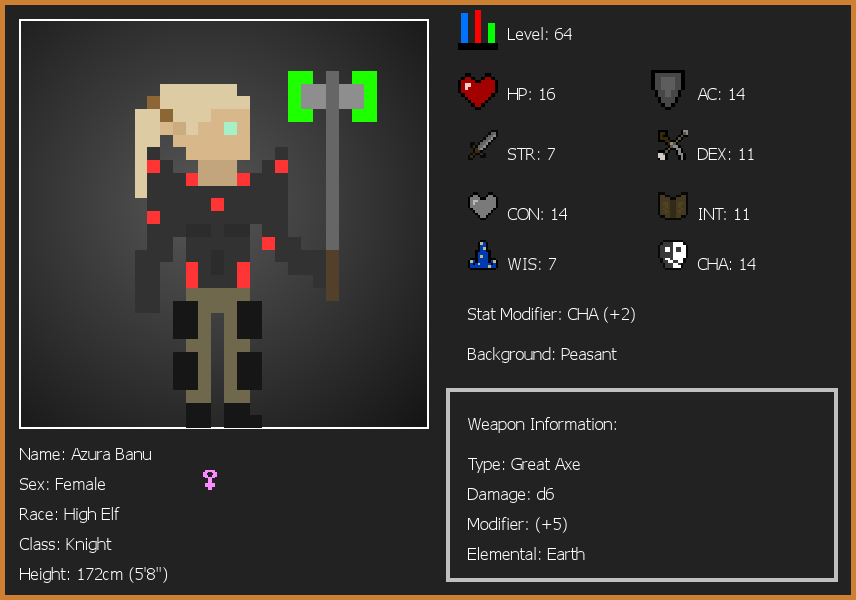 Level: 64
HP: 16
AC: 14
STR: 7
DEX: 11
CON: 14
INT: 11
WIS: 7
CHA: 14
Stat Modifier: CHA (+2)
Background: Peasant
Weapon Information:
Type: Great Axe
Damage: d6
Modifier: (+5)
Elemental: Earth
Name: Azura Banu
Sex: Female
Race: High Elf
Class: Knight
Height: 172cm (5'8")